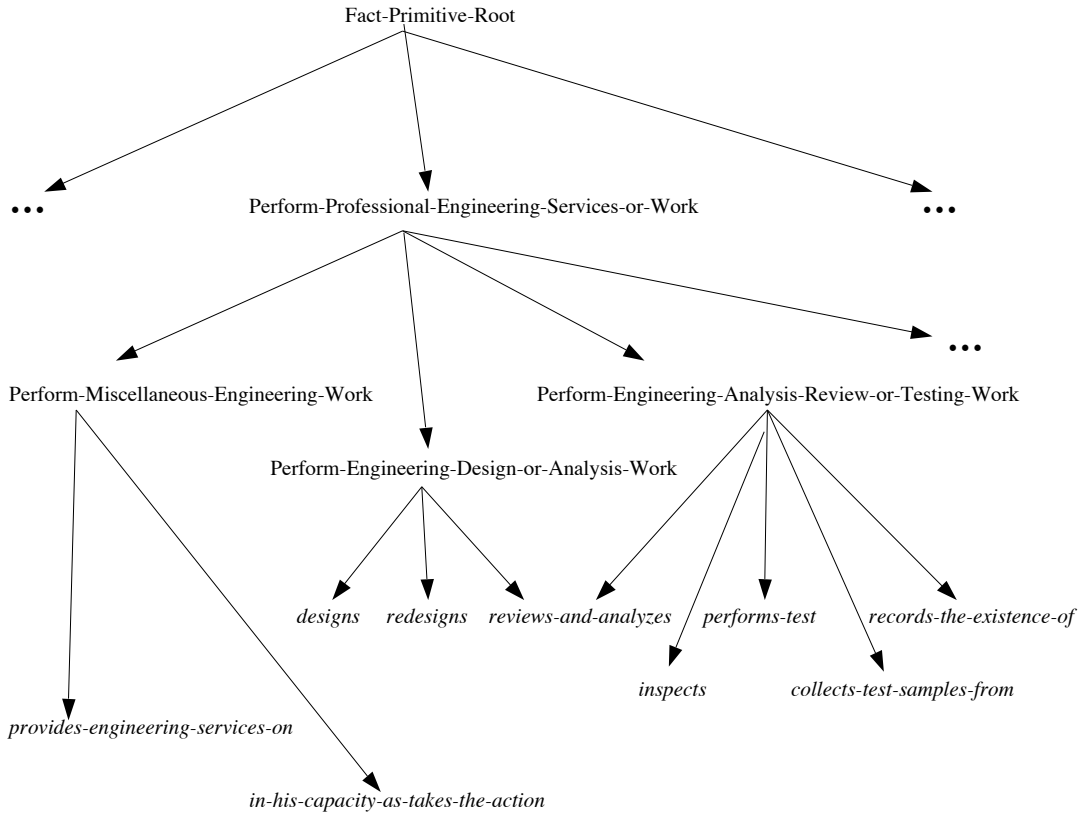 Fact-Primitive-Root
...
Perform-Professional-Engineering-Services-or-Work
...
...
Perform-Miscellaneous-Engineering-Work
Perform-Engineering-Analysis-Review-or-Testing-Work
Perform-Engineering-Design-or-Analysis-Work
designs
redesigns
reviews-and-analyzes
performs-test
records-the-existence-of
inspects
collects-test-samples-from
provides-engineering-services-on
in-his-capacity-as-takes-the-action